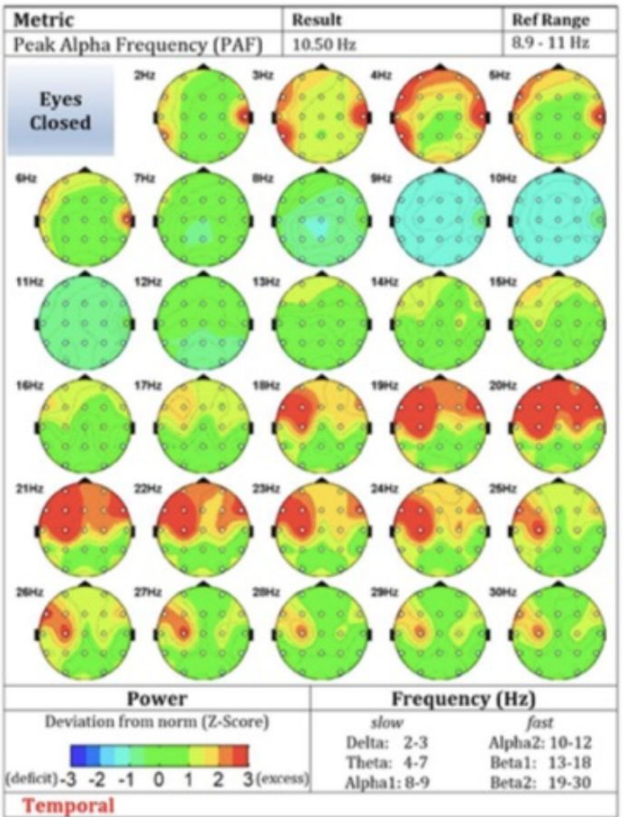 Metric Result Ref Range
Peak Alpha Frequency (PAF) 10.50 Hz 8.9 - 11 Hz
Eyes
Closed
2Hz 3Hz 4Hz 5Hz
6Hz 7Hz 8Hz 9Hz 10Hz
11Hz 12Hz 13Hz 14Hz 15Hz
16Hz 17Hz 18Hz 19Hz 20Hz
21Hz 22Hz 23Hz 24Hz 25Hz
26Hz 27Hz 28Hz 29Hz 30Hz
Power
Deviation from norm (Z-Score)
(deficit) -3 -2 -1 0 1 2 3 (excess)
Frequency (Hz)
slow fast
Delta: 2-3 Alpha2: 10-12
Theta: 4-7 Beta1: 13-18
Alpha1: 8-9 Beta2: 19-30
Temporal